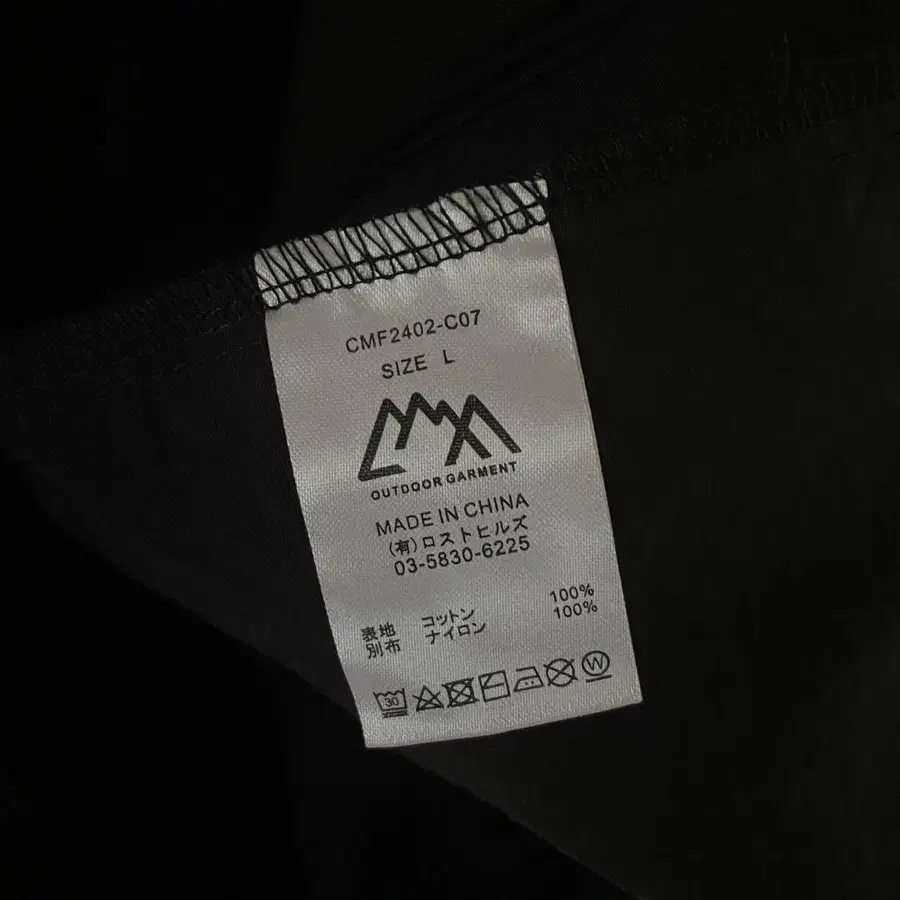 CMF2402-C07
SIZE L
OUTDOOR GARMENT
MADE IN CHINA
(有)ロストヒルズ
03-5830-6225
表地 コットン 100%
別布 ナイロン 100%
30
W